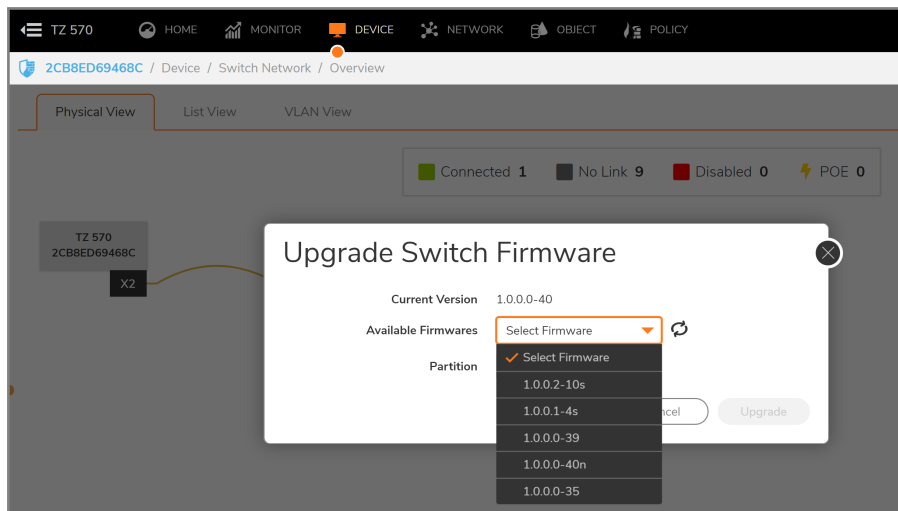 TZ 570 HOME MONITOR DEVICE NETWORK OBJECT POLICY
2CB8ED69468C / Device / Switch Network / Overview
Physical View List View VLAN View
Connected 1 No Link 9 Disabled 0 POE 0
TZ 570
2CB8ED69468C
X2
Upgrade Switch Firmware
Current Version 1.0.0.0-40
Available Firmwares Select Firmware
Partition
Select Firmware
1.0.0.2-10s
1.0.0.1-4s
1.0.0.0-39
1.0.0.0-40n
1.0.0.0-35
ncel Upgrade